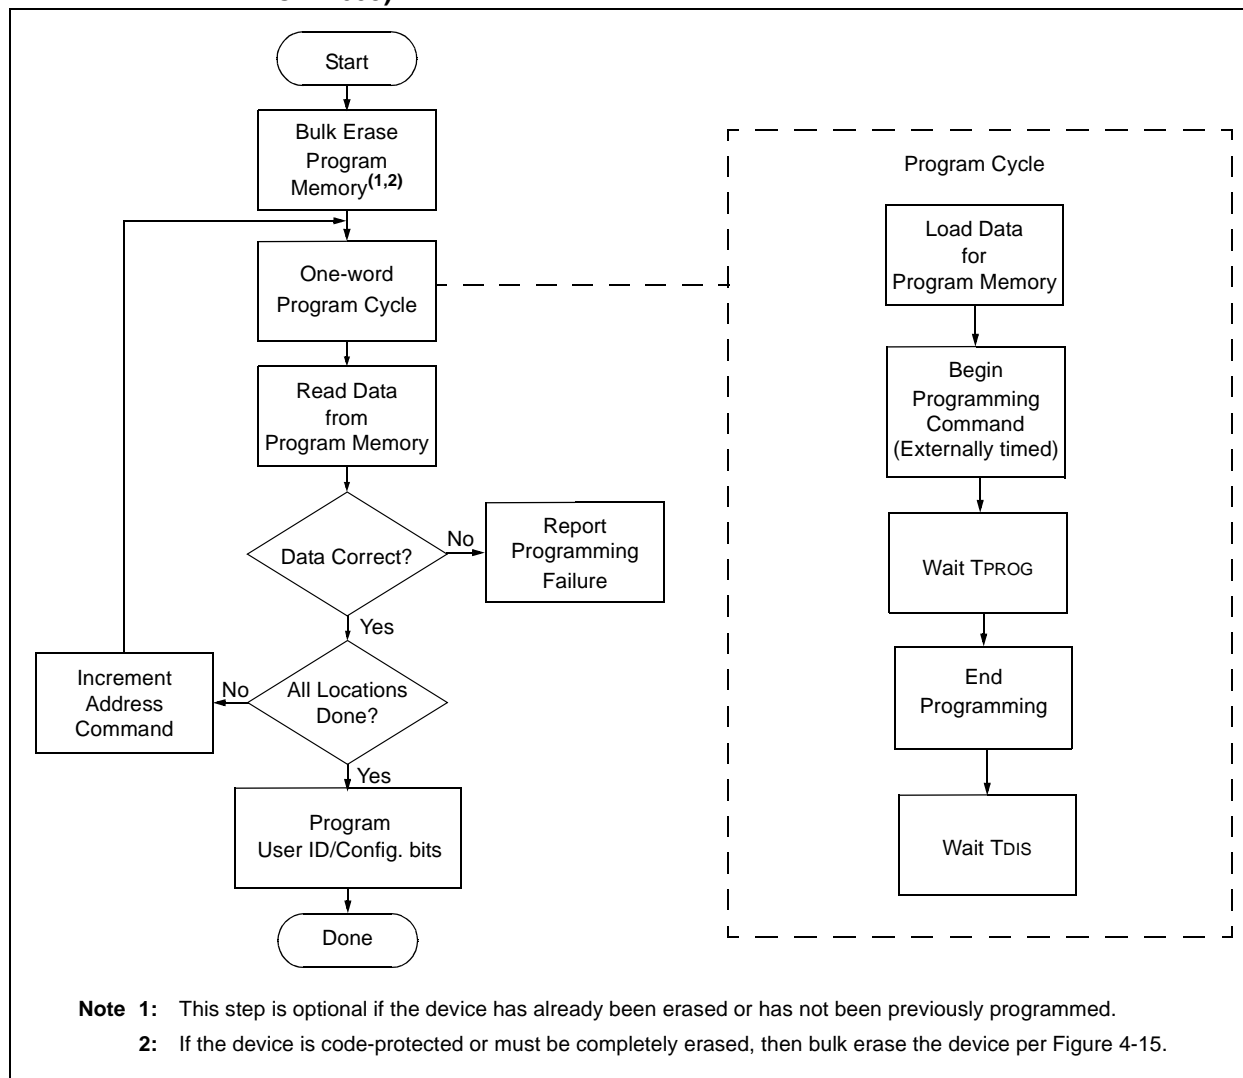 Start
Bulk Erase
Program
Memory(1,2)
One-word
Program Cycle
Read Data
from
Program Memory
Data Correct?
No
Report
Programming
Failure
Yes
All Locations
Done?
No
Increment
Address
Command
Yes
Program
User ID/Config. bits
Done
Program Cycle
Load Data
for
Program Memory
Begin
Programming
Command
(Externally timed)
Wait TPROG
End
Programming
Wait TDIS
Note 1: This step is optional if the device has already been erased or has not been previously programmed.
2: If the device is code-protected or must be completely erased, then bulk erase the device per Figure 4-15.